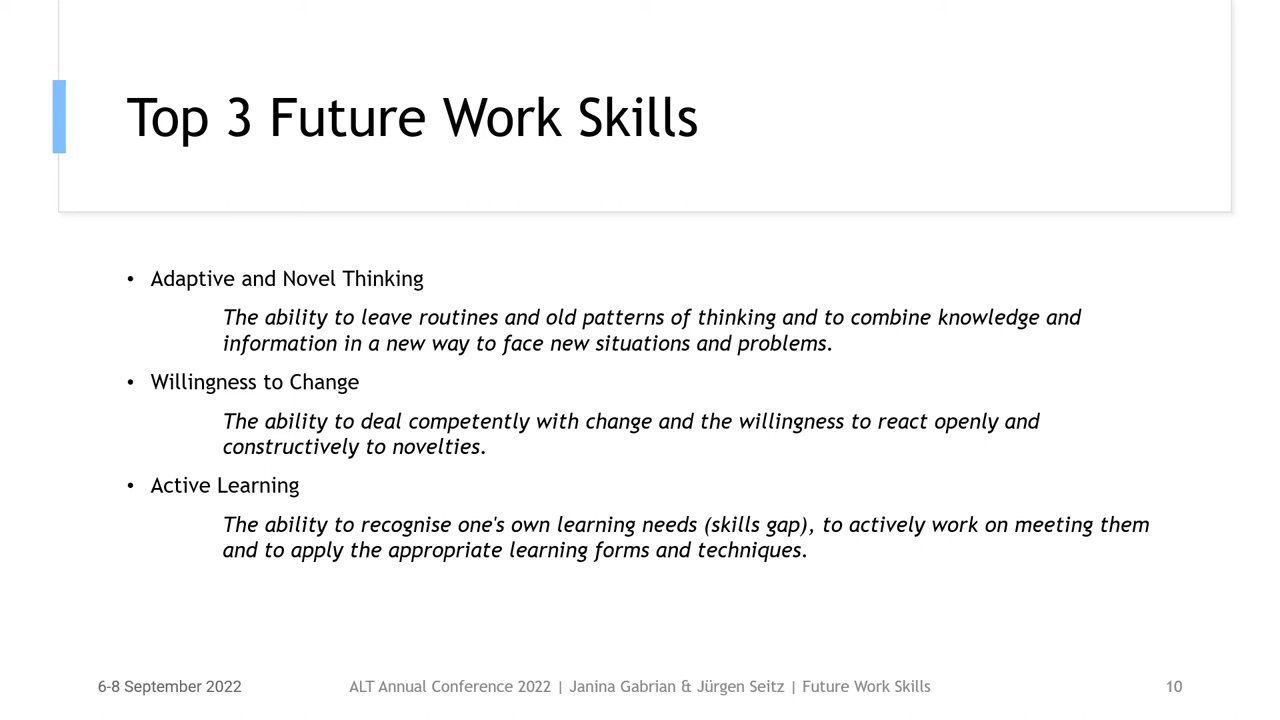 Top 3 Future Work Skills
• Adaptive and Novel Thinking
The ability to leave routines and old patterns of thinking and to combine knowledge and
information in a new way to face new situations and problems.
• Willingness to Change
The ability to deal competently with change and the willingness to react openly and
constructively to novelties.
• Active Learning
The ability to recognise one's own learning needs (skills gap), to actively work on meeting them
and to apply the appropriate learning forms and techniques.
6-8 September 2022
ALT Annual Conference 2022 | Janina Gabrian & Jürgen Seitz | Future Work Skills
10